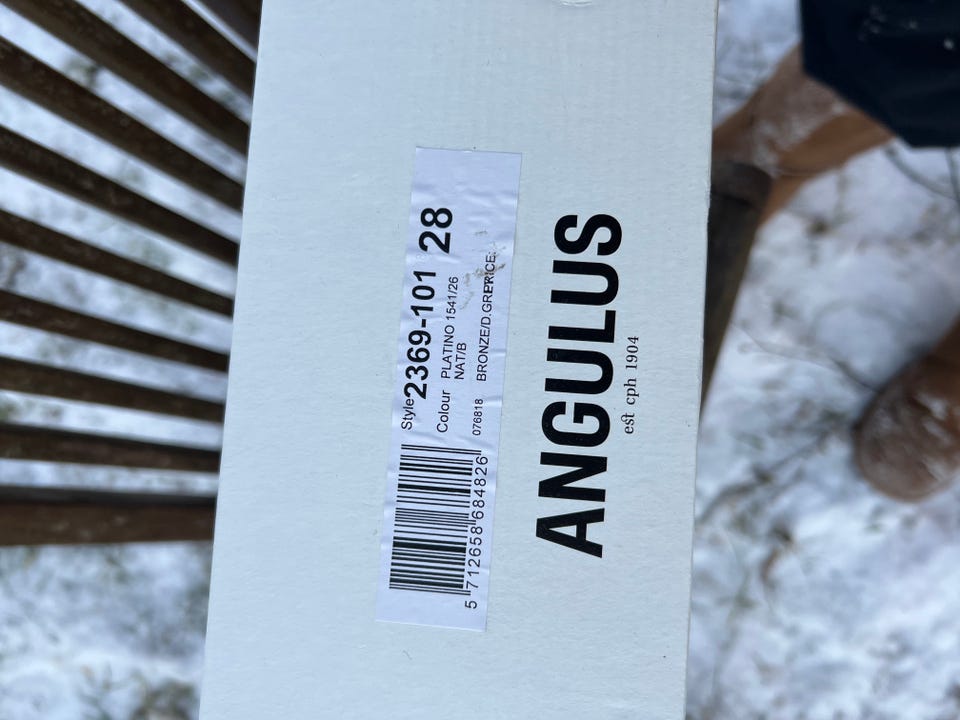 Style 2369-101 28
Colour PLATINO 1541/26
NAT/B
076818 BRONZE/D.GREY PRICE:
5 712658 684826
ANGULUS
est cph 1904